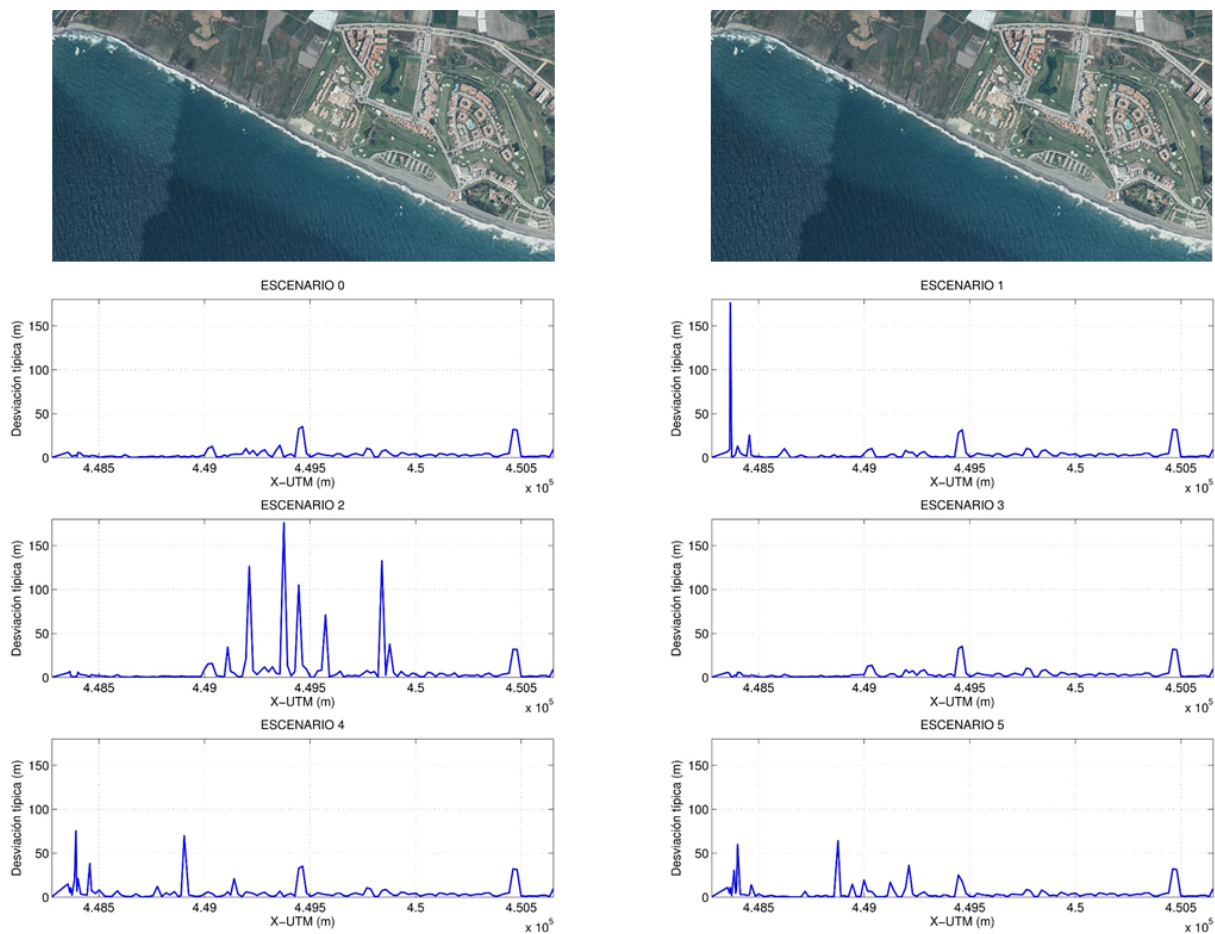 ESCENARIO 0
Desviación típica (m)
150
100
50
0
4.485 4.49 4.495 4.5 4.505
X-UTM (m)
x 10^5
ESCENARIO 1
Desviación típica (m)
150
100
50
0
4.485 4.49 4.495 4.5 4.505
X-UTM (m)
x 10^5
ESCENARIO 2
Desviación típica (m)
150
100
50
0
4.485 4.49 4.495 4.5 4.505
X-UTM (m)
x 10^5
ESCENARIO 3
Desviación típica (m)
150
100
50
0
4.485 4.49 4.495 4.5 4.505
X-UTM (m)
x 10^5
ESCENARIO 4
Desviación típica (m)
150
100
50
0
4.485 4.49 4.495 4.5 4.505
X-UTM (m)
x 10^5
ESCENARIO 5
Desviación típica (m)
150
100
50
0
4.485 4.49 4.495 4.5 4.505
X-UTM (m)
x 10^5